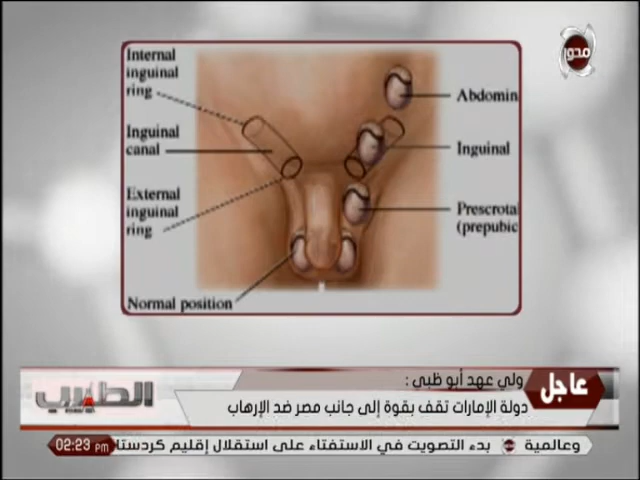 محور
Internal
inguinal
ring
Inguinal
canal
External
inguinal
ring
Normal position
Abdomin
Inguinal
Prescrotal
(prepubic
عاجل
ولي عهد أبو ظبي :
دولة الإمارات تقف بقوة إلى جانب مصر ضد الإرهاب
الطبيب
وعالمية بدء التصويت في الاستفتاء على استقلال إقليم كردستا
02:23 PM